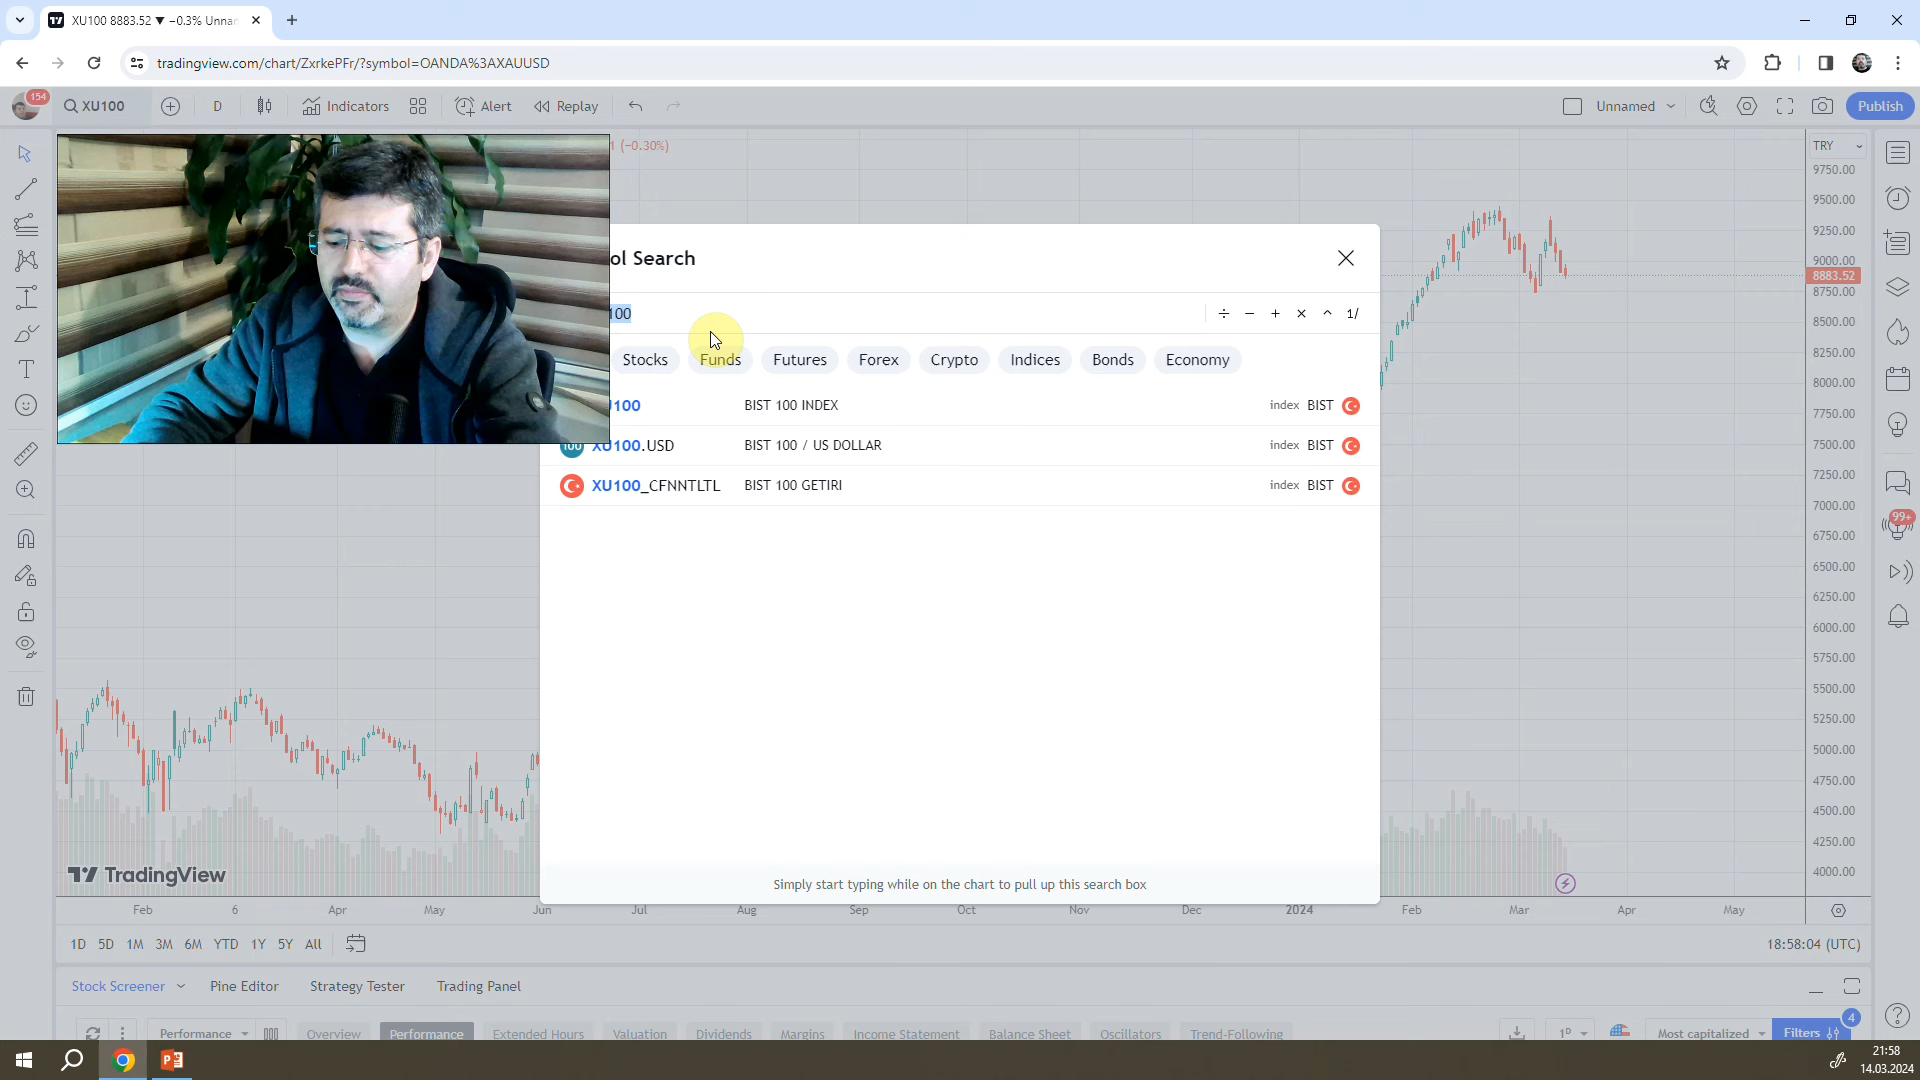 XU100 8883.52 ▼ −0.3% Unnan
tradingview.com/chart/ZxrkePFr/?symbol=OANDA%3AXAUUSD
154
XU100
D
Indicators
Alert
Replay
Unnamed
Publish
1 (−0.30%)
TRY
9750.00
9500.00
9250.00
9000.00
8883.52
8750.00
8500.00
8250.00
8000.00
7750.00
7500.00
7250.00
7000.00
6750.00
6500.00
6250.00
6000.00
5750.00
5500.00
5250.00
5000.00
4750.00
4500.00
4250.00
4000.00
99+
ol Search
100
÷ − + × ^ 1/
Stocks Funds Futures Forex Crypto Indices Bonds Economy
100 BIST 100 INDEX index BIST
100 XU100.USD BIST 100 / US DOLLAR index BIST
XU100_CFNNTLTL BIST 100 GETIRI index BIST
Simply start typing while on the chart to pull up this search box
TradingView
Feb 6 Apr May Jun Jul Aug Sep Oct Nov Dec 2024 Feb Mar Apr May
1D 5D 1M 3M 6M YTD 1Y 5Y All
18:58:04 (UTC)
Stock Screener Pine Editor Strategy Tester Trading Panel
Performance Overview Performance Extended Hours Valuation Dividends Margins Income Statement Balance Sheet Oscillators Trend-Following
1D
Most capitalized
Filters
4
21:58
14.03.2024